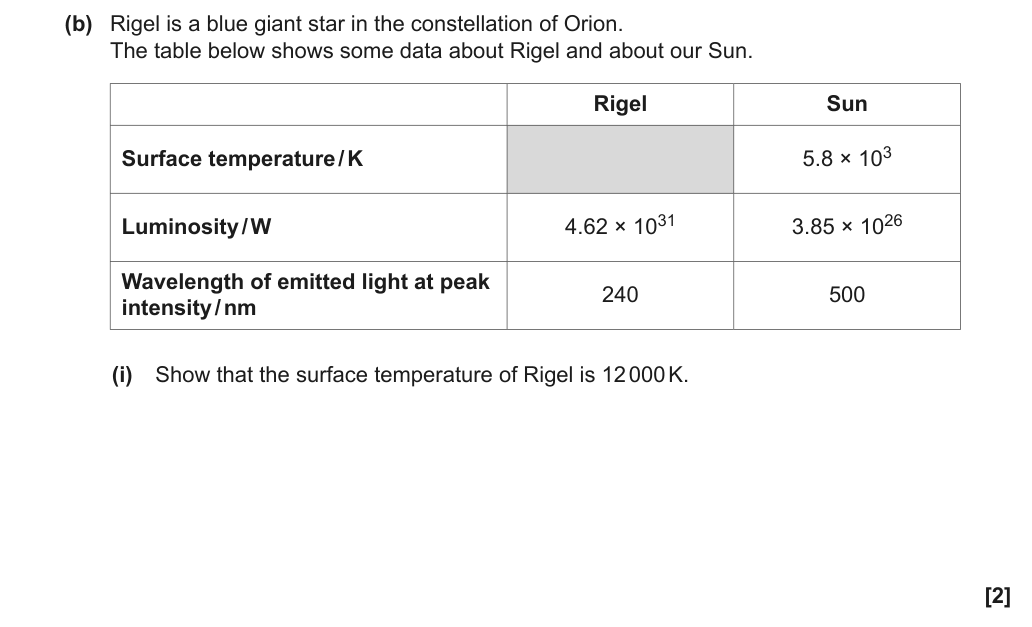 (b) Rigel is a blue giant star in the constellation of Orion.
The table below shows some data about Rigel and about our Sun.
Rigel Sun
Surface temperature / K 5.8 × 10³
Luminosity / W 4.62 × 10³¹ 3.85 × 10²⁶
Wavelength of emitted light at peak
intensity / nm 240 500
(i) Show that the surface temperature of Rigel is 12 000 K.
[2]